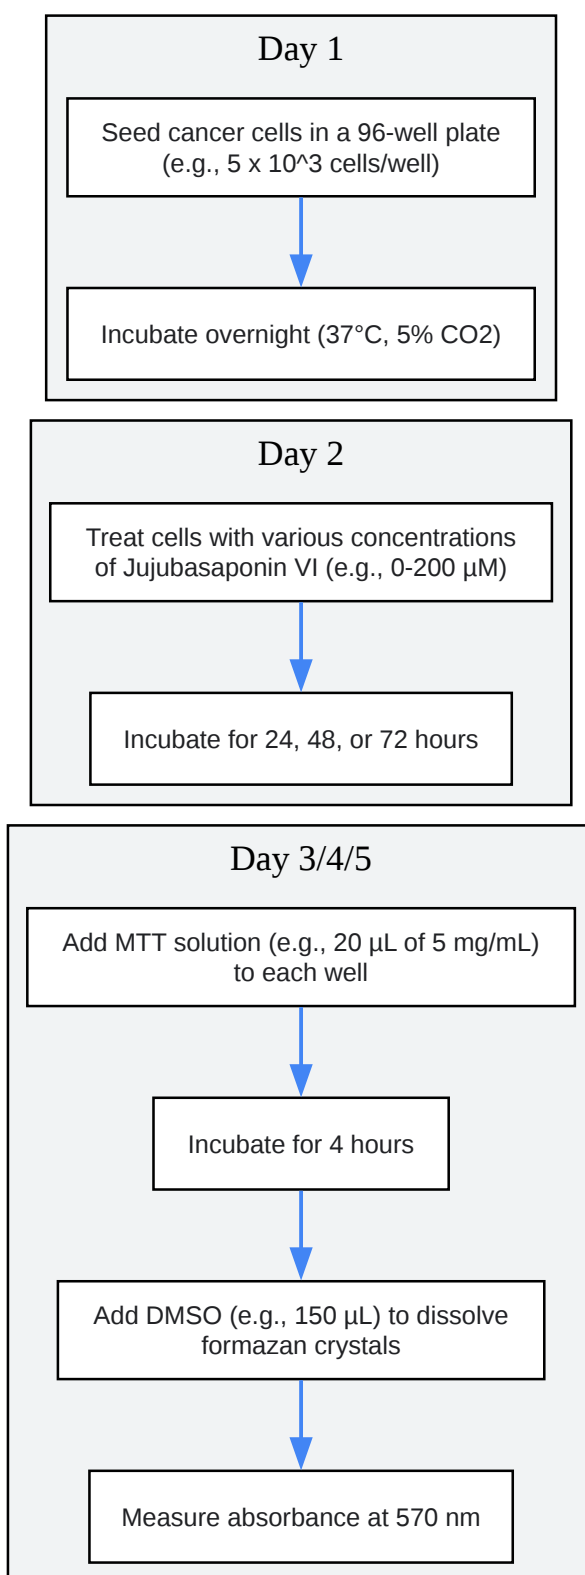 Day 1
Seed cancer cells in a 96-well plate
(e.g., 5 x 10^3 cells/well)
Incubate overnight (37°C, 5% CO2)
Day 2
Treat cells with various concentrations
of Jujubasaponin VI (e.g., 0-200 µM)
Incubate for 24, 48, or 72 hours
Day 3/4/5
Add MTT solution (e.g., 20 µL of 5 mg/mL)
to each well
Incubate for 4 hours
Add DMSO (e.g., 150 µL) to dissolve
formazan crystals
Measure absorbance at 570 nm